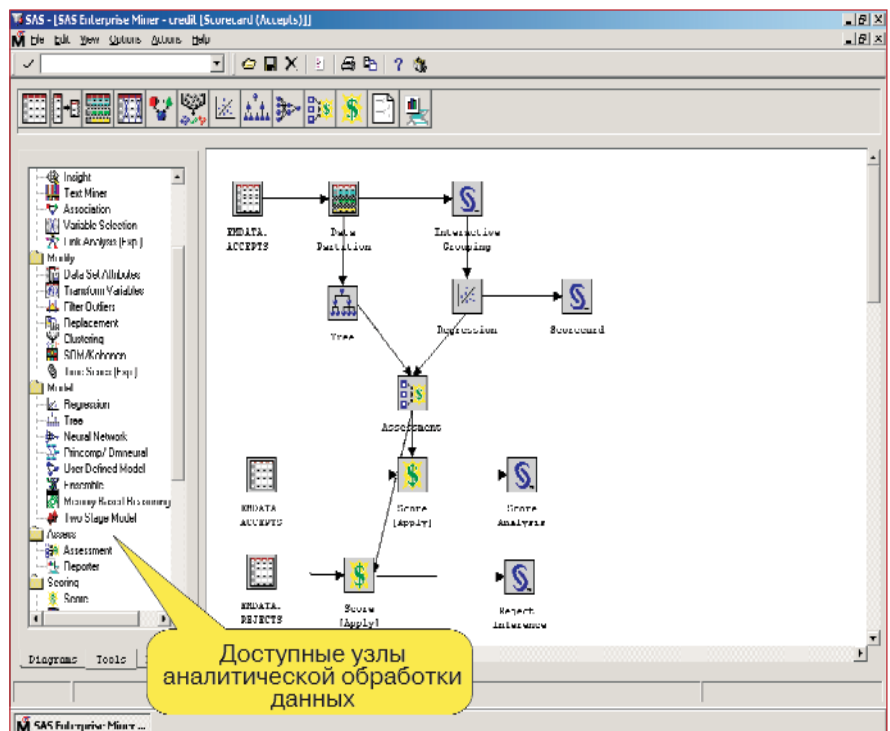 SAS - [SAS Enterprise Miner - credit [Scorecard (Accepts)]]
File Edit View Options Actions Help
Insight
Text Miner
Association
Variable Selection
Link Analysis (Exp.)
Modify
Data Set Attributes
Transform Variables
Filter Outliers
Replacement
Clustering
SOM/Kohonen
Time Series (Exp.)
Model
Regression
Tree
Neural Network
Princomp/ Dmneural
User Defined Model
Ensemble
Memory-Based Reasoning
Two Stage Model
Assess
Assessment
Reporter
Scoring
Score
Diagrams Tools
EMDATA.
ACCEPTS
Data
Partition
Interactive
Grouping
Tree
Regression
Scorecard
Assessment
EMDATA
ACCEPTS
Score
[Apply]
Score
Analysis
EMDATA.
REJECTS
Score
[Apply]
Reject
Inference
Доступные узлы
аналитической обработки
данных
SAS Enterprise Miner ...